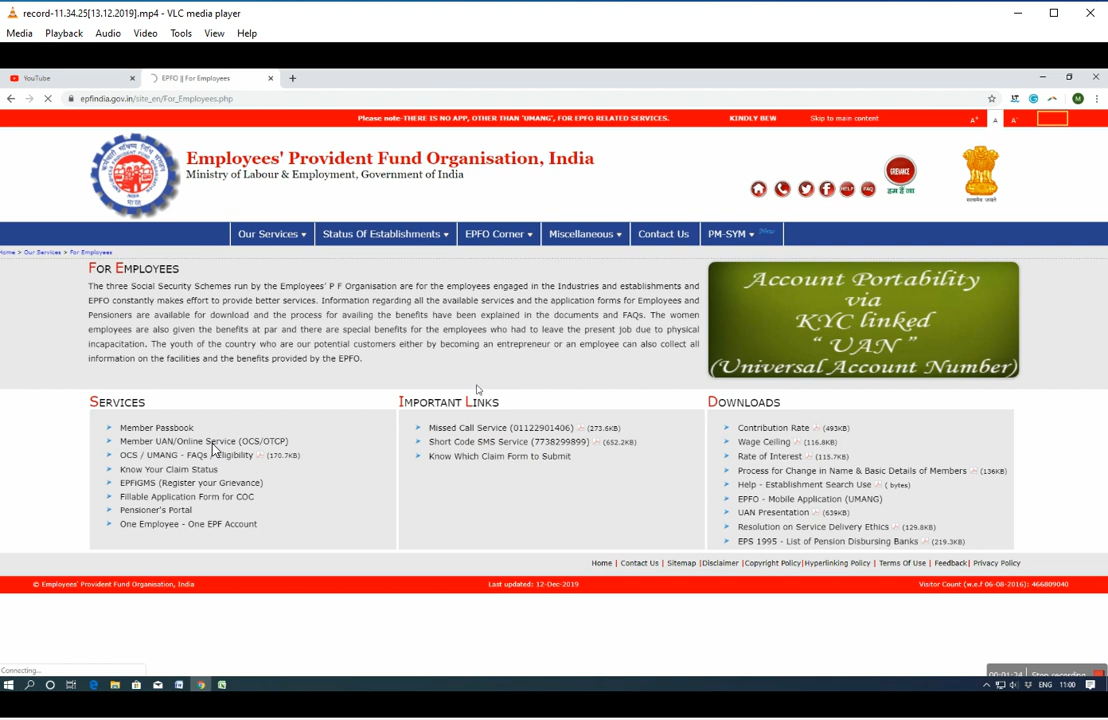 record-11.34.25[13.12.2019].mp4 - VLC media player
Media Playback Audio Video Tools View Help
YouTube
EPFO || For Employees
epfindia.gov.in/site_en/For_Employees.php
Please note-THERE IS NO APP, OTHER THAN 'UMANG', FOR EPFO RELATED SERVICES. KINDLY BEW
Skip to main content
A+ A A-
Employees' Provident Fund Organisation, India
Ministry of Labour & Employment, Government of India
HELP FAQ
GRIEVANCE
हम हैं ना
सत्यमेव जयते
Our Services Status Of Establishments EPFO Corner Miscellaneous Contact Us PM-SYM New
Home > Our Services > For Employees
FOR EMPLOYEES
The three Social Security Schemes run by the Employees' P F Organisation are for the employees engaged in the Industries and establishments and
EPFO constantly makes effort to provide better services. Information regarding all the available services and the application forms for Employees and
Pensioners are available for download and the process for availing the benefits have been explained in the documents and FAQs. The women
employees are also given the benefits at par and there are special benefits for the employees who had to leave the present job due to physical
incapacitation. The youth of the country who are our potential customers either by becoming an entrepreneur or an employee can also collect all
information on the facilities and the benefits provided by the EPFO.
Account Portability
via
KYC linked
“ UAN ”
(Universal Account Number)
SERVICES
Member Passbook
Member UAN/Online Service (OCS/OTCP)
OCS / UMANG - FAQs / Eligibility (170.7KB)
Know Your Claim Status
EPFiGMS (Register your Grievance)
Fillable Application Form for COC
Pensioner's Portal
One Employee - One EPF Account
IMPORTANT LINKS
Missed Call Service (01122901406) (273.6KB)
Short Code SMS Service (7738299899) (652.2KB)
Know Which Claim Form to Submit
DOWNLOADS
Contribution Rate (493KB)
Wage Ceiling (116.8KB)
Rate of Interest (115.7KB)
Process for Change in Name & Basic Details of Members (136KB)
Help - Establishment Search Use ( bytes)
EPFO - Mobile Application (UMANG)
UAN Presentation (639KB)
Resolution on Service Delivery Ethics (129.8KB)
EPS 1995 - List of Pension Disbursing Banks (219.3KB)
Home | Contact Us | Sitemap |Disclaimer |Copyright Policy|Hyperlinking Policy | Terms Of Use | Feedback| Privacy Policy
© Employees' Provident Fund Organisation, India Last updated: 12-Dec-2019 Visitor Count (w.e.f 06-08-2016): 466809040
Connecting...
00:01:24 Stop recording
ENG 11:00